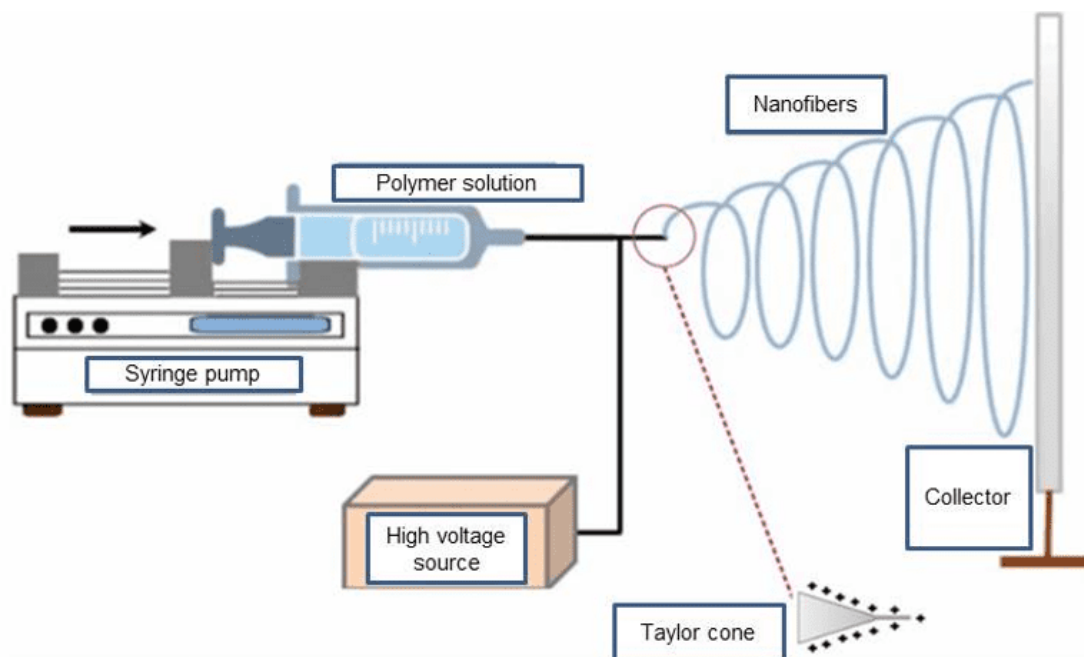 Nanofibers
Polymer solution
Syringe pump
High voltage
source
Collector
Taylor cone